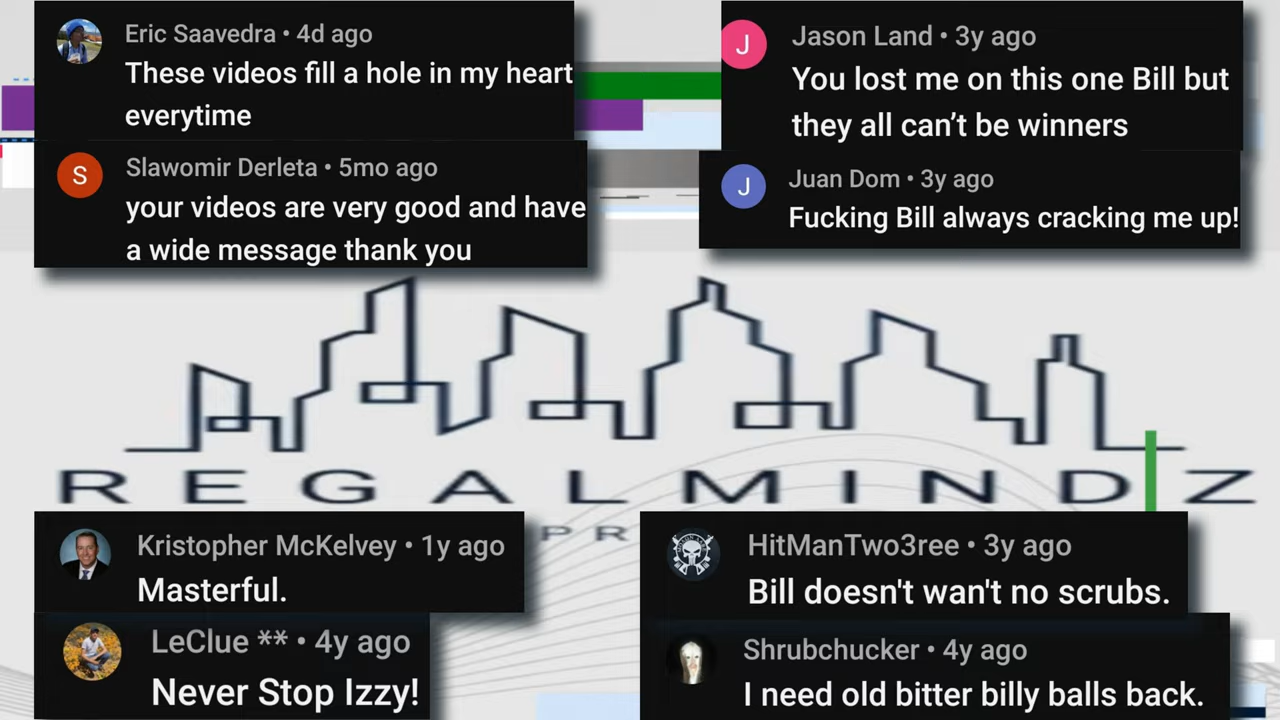 Eric Saavedra • 4d ago
These videos fill a hole in my heart
everytime
Slawomir Derleta • 5mo ago
S
your videos are very good and have
a wide message thank you
Jason Land • 3y ago
J
You lost me on this one Bill but
they all can’t be winners
Juan Dom • 3y ago
J
Fucking Bill always cracking me up!
REGALMINDZ
PR
Kristopher McKelvey • 1y ago
Masterful.
LeClue ** • 4y ago
Never Stop Izzy!
HitManTwo3ree • 3y ago
Bill doesn't wan't no scrubs.
Shrubchucker • 4y ago
I need old bitter billy balls back.